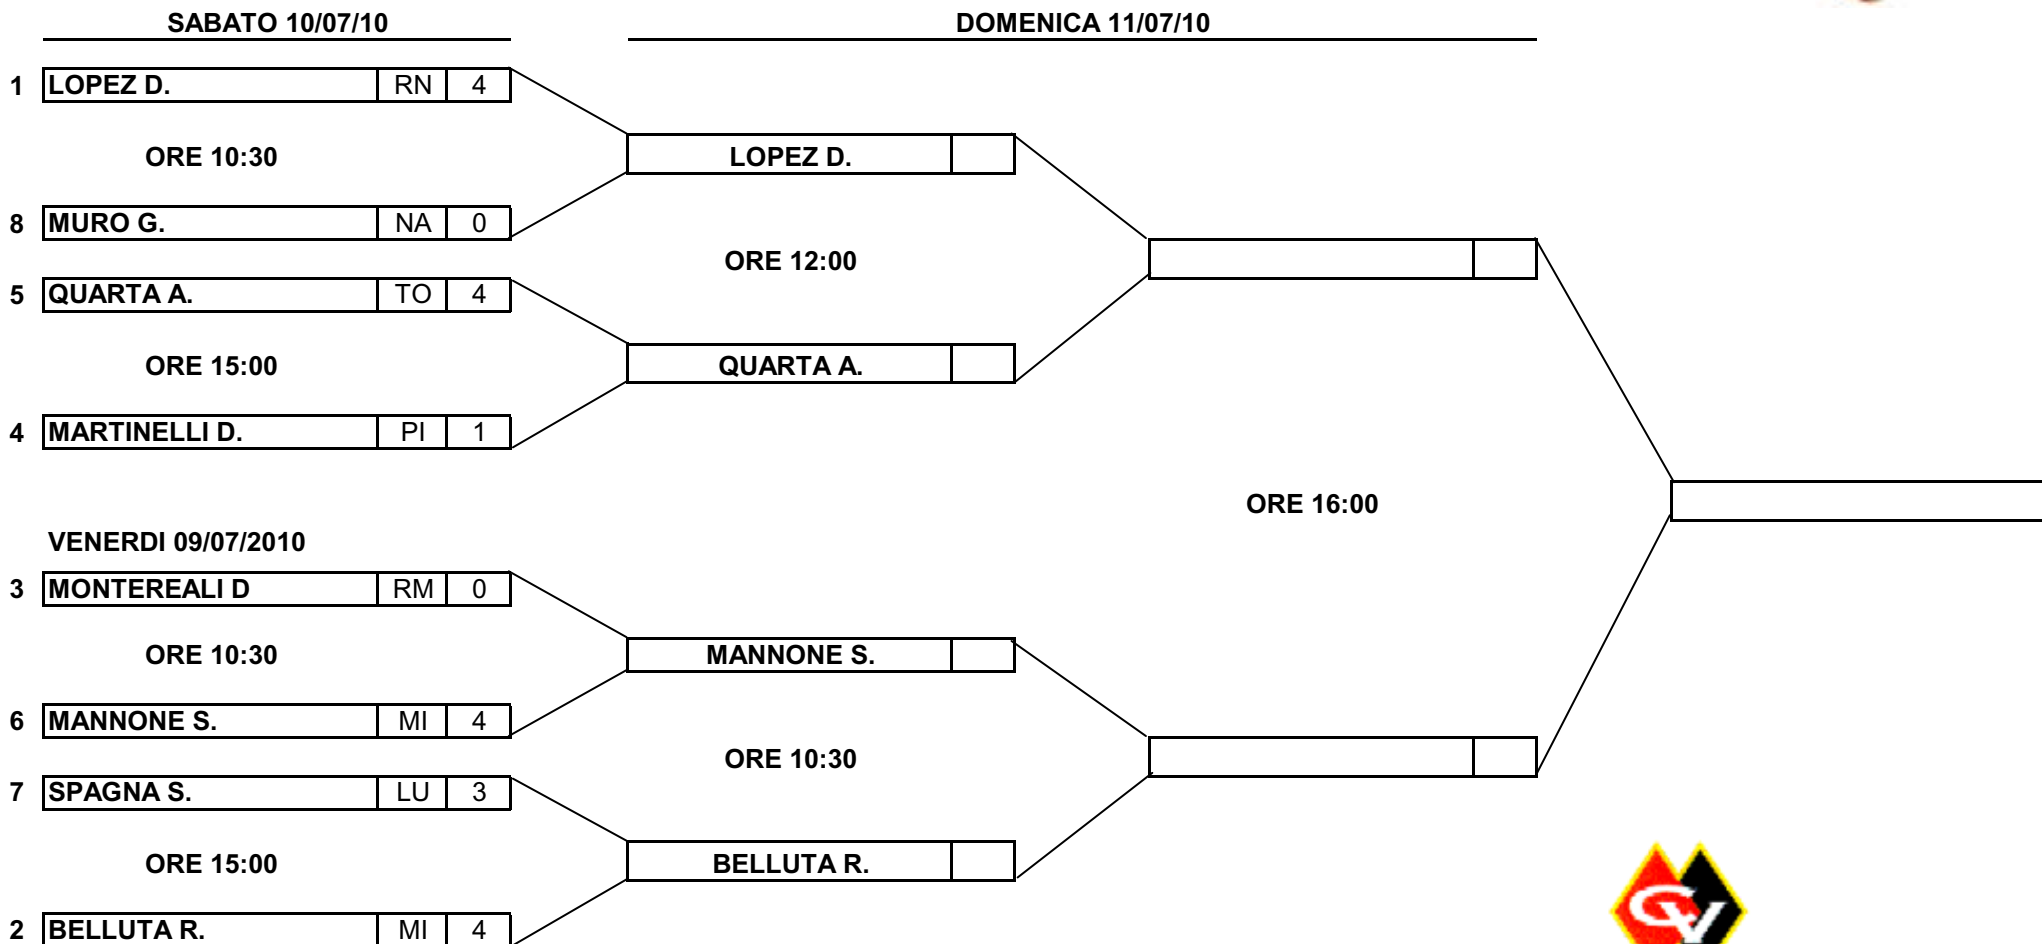 SABATO 10/07/10 DOMENICA 11/07/10
1 LOPEZ D. RN 4
ORE 10:30 LOPEZ D.
8 MURO G. NA 0
ORE 12:00
5 QUARTA A. TO 4
ORE 15:00 QUARTA A.
4 MARTINELLI D. PI 1
ORE 16:00
VENERDI 09/07/2010
3 MONTEREALI D RM 0
ORE 10:30 MANNONE S.
6 MANNONE S. MI 4
ORE 10:30
7 SPAGNA S. LU 3
ORE 15:00 BELLUTA R.
2 BELLUTA R. MI 4